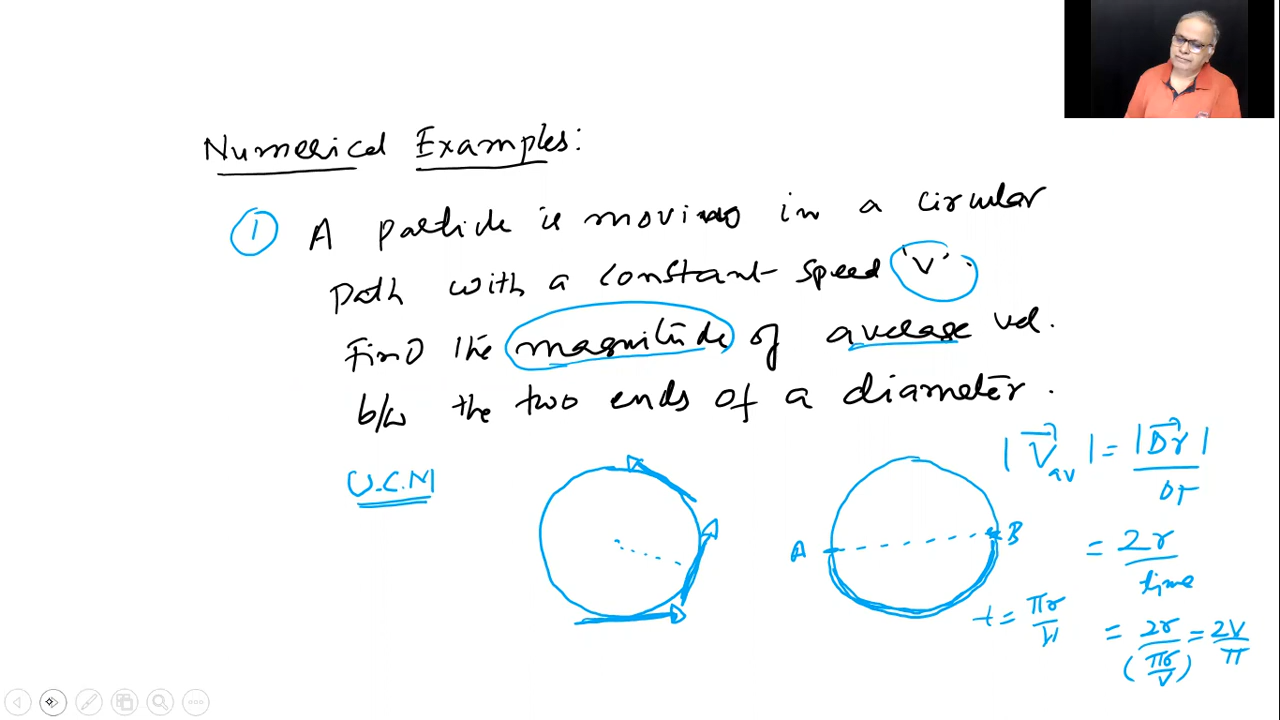 Numerical Examples:
① A particle is moving in a circular
path with a constant speed 'v'.
Find the magnitude of average vel.
b/w the two ends of a diameter.
U.C.M
A
B
|V⃗av| = |Δr⃗| / Δt
= 2r / time
t = πr / v
= 2r / (πr/v) = 2v / π